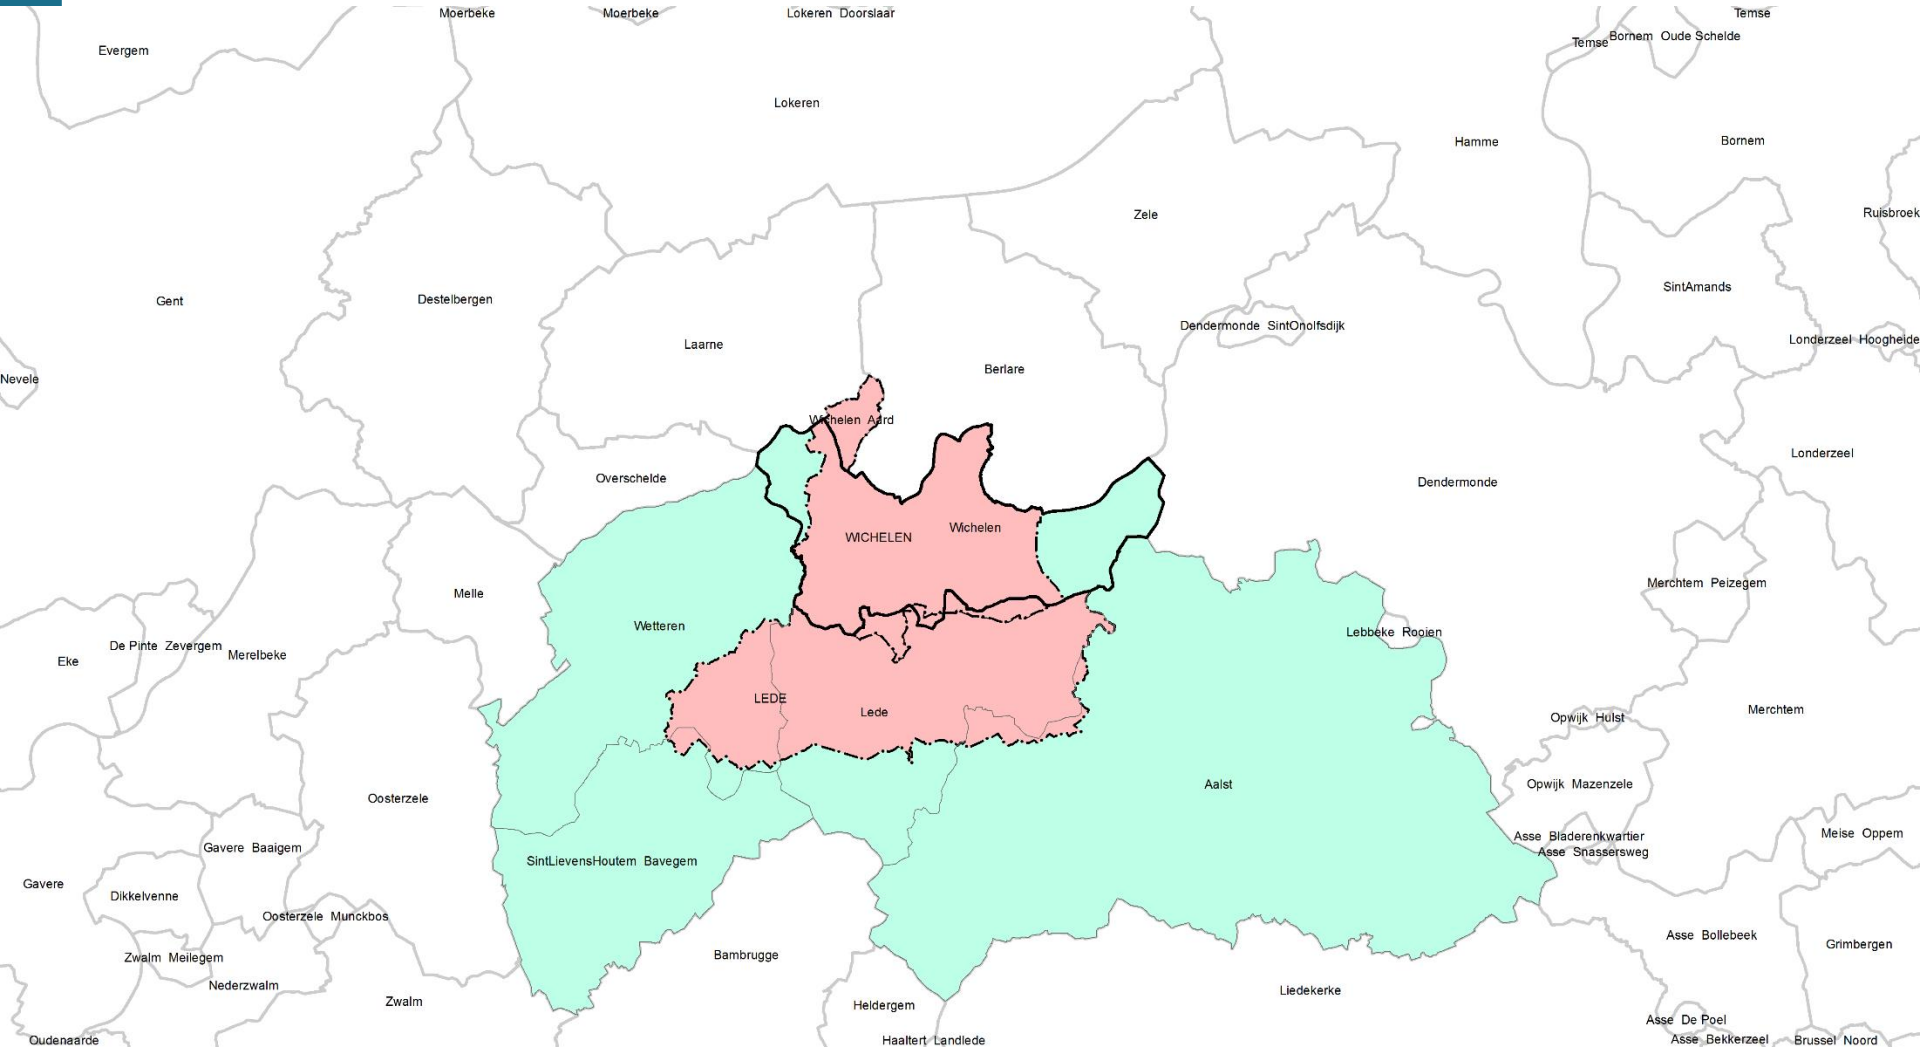 Moerbeke
Moerbeke
Lokeren Doorslaar
Temse
Evergem
Temse
Bornem Oude Schelde
Lokeren
Hamme
Bornem
Zele
Ruisbroek
Gent
Destelbergen
SintAmands
Dendermonde SintOnolfsdijk
Laarne
Londerzeel Hoogheide
Berlare
Nevele
Wichelen Aard
Londerzeel
Overschelde
Dendermonde
WICHELEN
Wichelen
Melle
Merchtem Peizegem
Wetteren
Lebbeke Rooien
De Pinte Zevergem
Merelbeke
Eke
LEDE
Lede
Merchtem
Opwijk Hulst
Oosterzele
Aalst
Opwijk Mazenzele
Asse Bladerenkwartier
Meise Oppem
Gavere Baaigem
Asse Snassersweg
SintLievensHoutem Bavegem
Gavere
Dikkelvenne
Oosterzele Munckbos
Asse Bollebeek
Grimbergen
Zwalm Meilegem
Bambrugge
Nederzwalm
Liedekerke
Zwalm
Heldergem
Asse De Poel
Oudenaarde
Haaltert Landlede
Asse Bekkerzeel
Brussel Noord